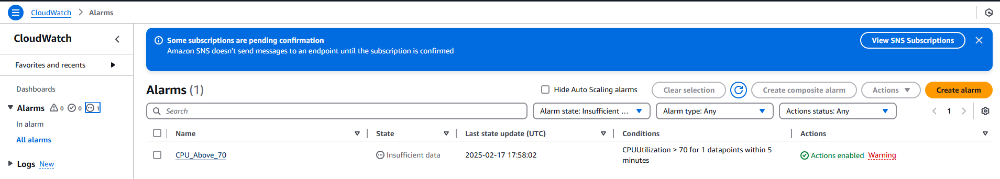 CloudWatch > Alarms
CloudWatch
Some subscriptions are pending confirmation
Amazon SNS doesn't send messages to an endpoint until the subscription is confirmed
View SNS Subscriptions
Favorites and recents
Dashboards
Alarms 0 0 1
In alarm
All alarms
Logs New
Alarms (1)
Hide Auto Scaling alarms
Clear selection
Create composite alarm
Actions
Create alarm
Search
Alarm state: Insufficient ...
Alarm type: Any
Actions status: Any
1
Name State Last state update (UTC) Conditions Actions
CPU_Above_70 Insufficient data 2025-02-17 17:58:02 CPUUtilization > 70 for 1 datapoints within 5
minutes
Actions enabled Warning